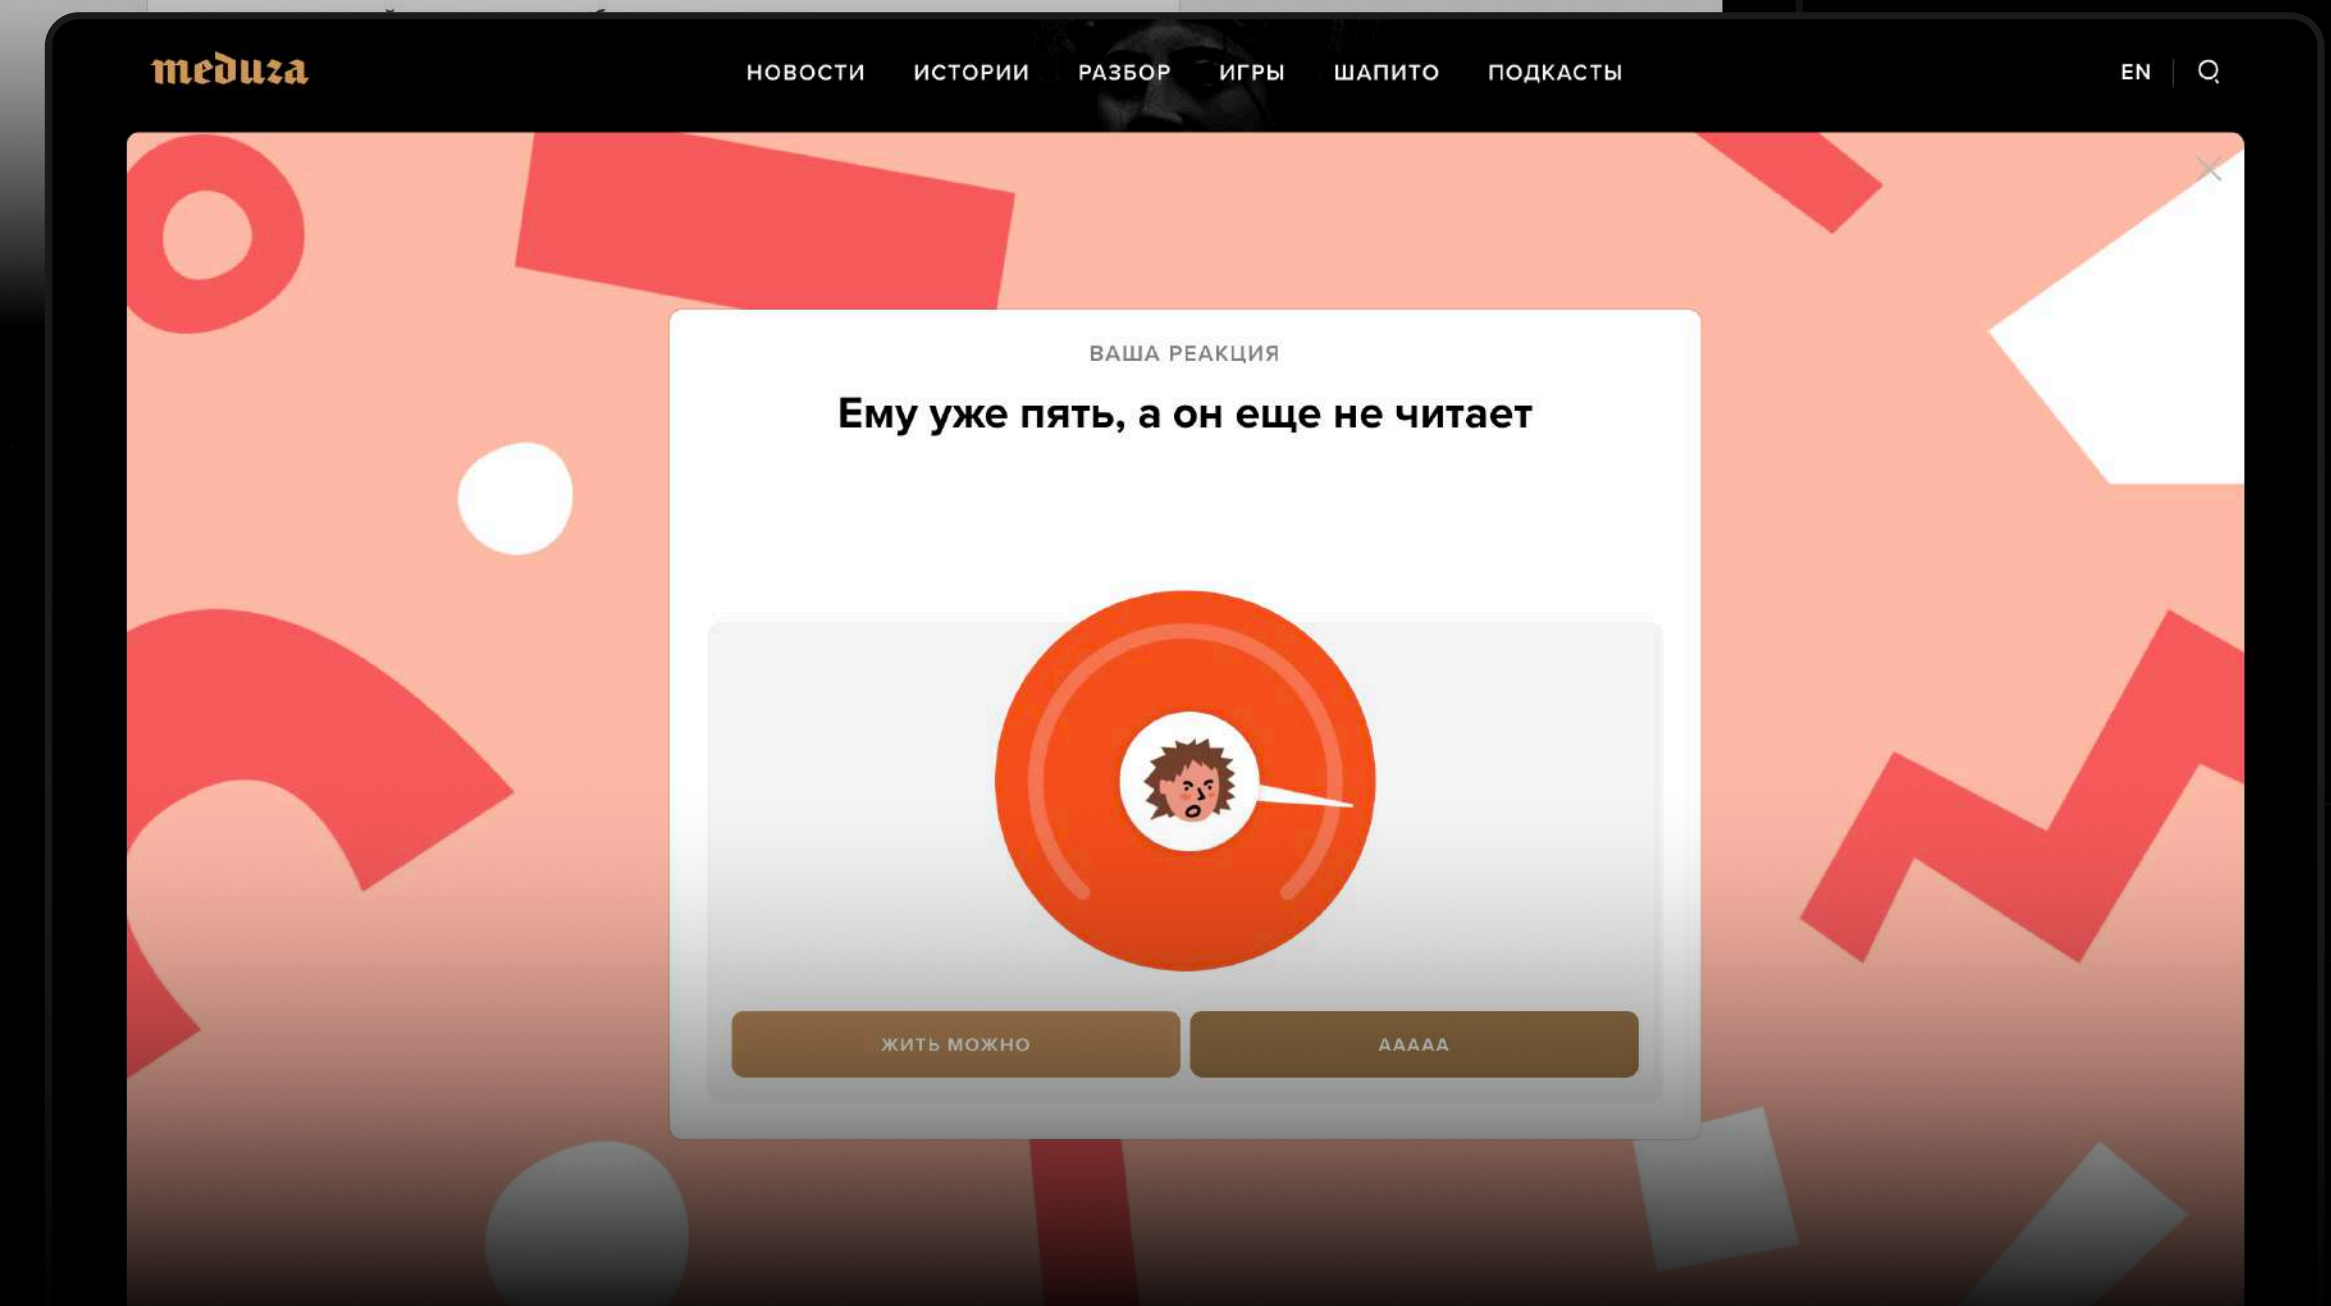 meduza
НОВОСТИ ИСТОРИИ РАЗБОР ИГРЫ ШАПИТО ПОДКАСТЫ
EN
ВАША РЕАКЦИЯ
Ему уже пять, а он еще не читает
ЖИТЬ МОЖНО
ААААА